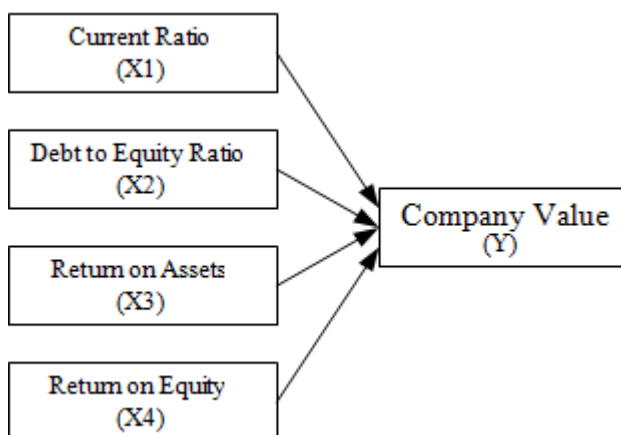 Current Ratio
(X1)
Debt to Equity Ratio
(X2)
Return on Assets
(X3)
Return on Equity
(X4)
Company Value
(Y)